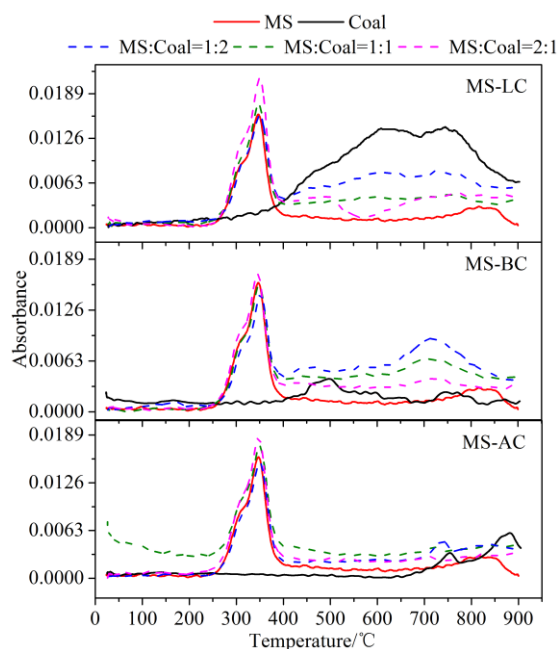 MS Coal
MS:Coal=1:2 MS:Coal=1:1 MS:Coal=2:1
MS-LC
0.0189
0.0126
0.0063
0.0000
MS-BC
0.0189
0.0126
0.0063
0.0000
Absorbance
MS-AC
0.0189
0.0126
0.0063
0.0000
0 100 200 300 400 500 600 700 800 900
Temperature/℃